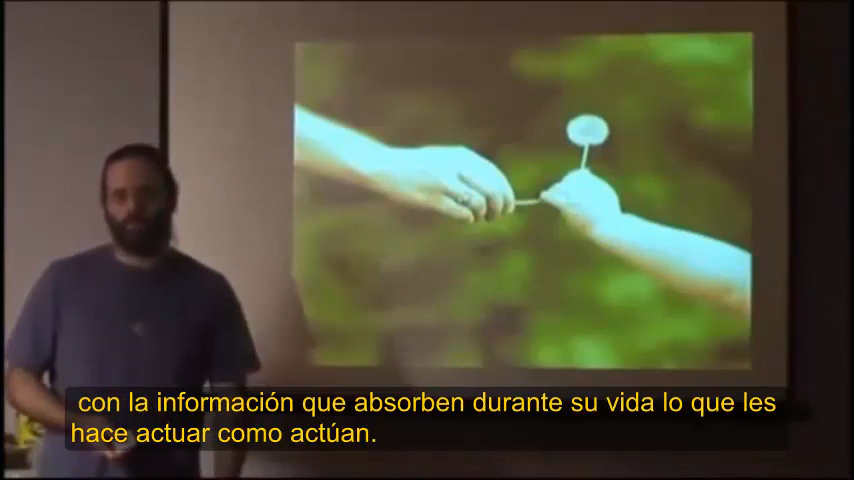 con la información que absorben durante su vida lo que les
hace actuar como actúan.